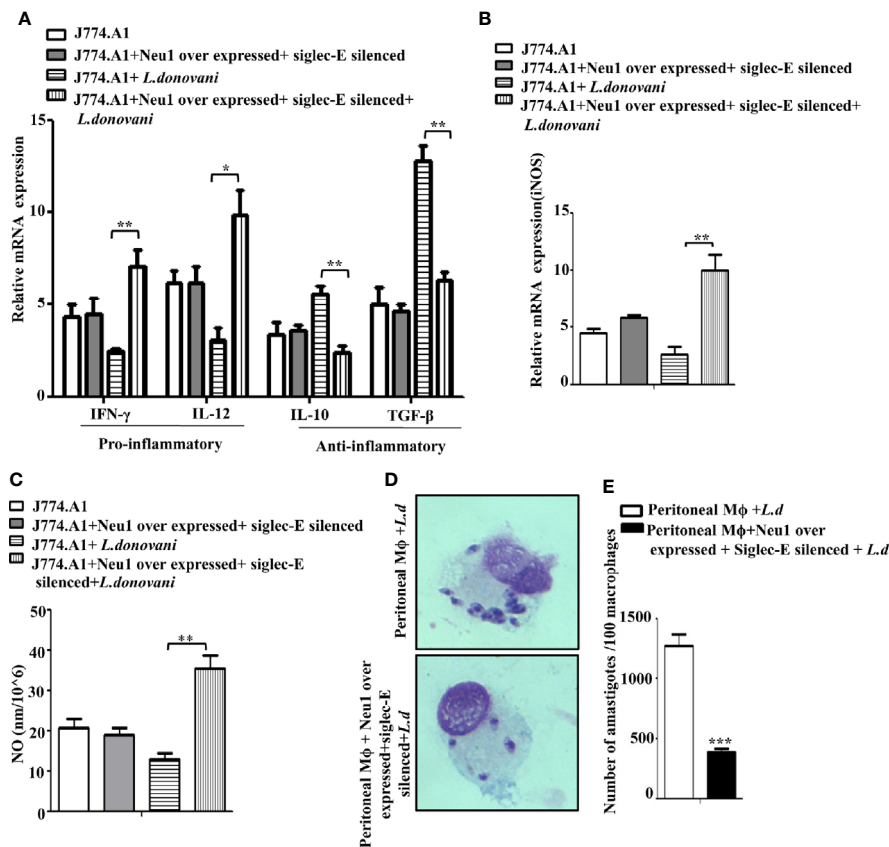 A
J774.A1
J774.A1+Neu1 over expressed+ siglec-E silenced
J774.A1+ L.donovani
J774.A1+Neu1 over expressed+ siglec-E silenced+
L.donovani
Relative mRNA expression
15
10
5
0
**
*
**
**
IFN-γ
IL-12
IL-10
TGF-β
Pro-inflammatory
Anti-inflammatory
B
J774.A1
J774.A1+Neu1 over expressed+ siglec-E silenced
J774.A1+ L.donovani
J774.A1+Neu1 over expressed+ siglec-E silenced+
L.donovani
Relative mRNA expression(iNOS)
15
10
5
0
**
C
J774.A1
J774.A1+Neu1 over expressed+ siglec-E silenced
J774.A1+ L.donovani
J774.A1+Neu1 over expressed+ siglec-E
silenced+L.donovani
NO (nm/10^6)
50
40
30
20
10
0
**
D
Peritoneal Mϕ +L.d
Peritoneal Mϕ + Neu1 over
expressed+siglec-E
silenced+L.d
E
Peritoneal Mϕ +L.d
Peritoneal Mϕ+Neu1 over
expressed + Siglec-E silenced + L.d
Number of amastigotes /100 macrophages
1500
1000
500
0
***